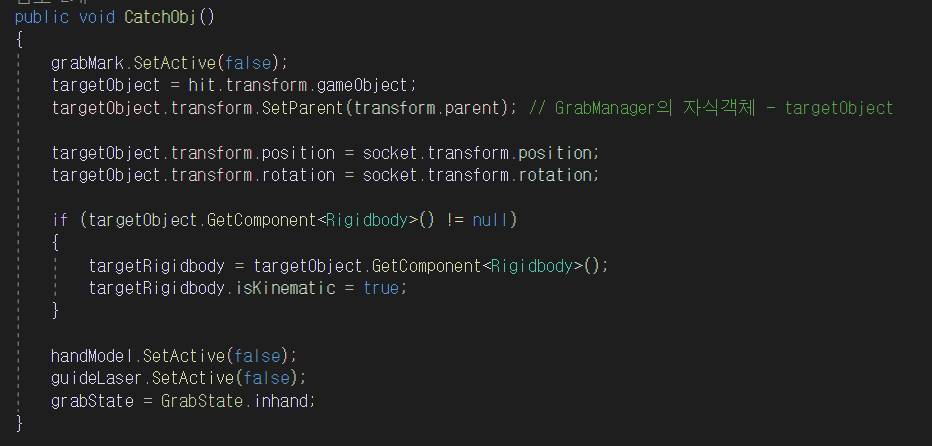 public void CatchObj()
{
grabMark.SetActive(false);
targetObject = hit.transform.gameObject;
targetObject.transform.SetParent(transform.parent); // GrabManager의 자식객체 - targetObject
targetObject.transform.position = socket.transform.position;
targetObject.transform.rotation = socket.transform.rotation;
if (targetObject.GetComponent<Rigidbody>() != null)
{
targetRigidbody = targetObject.GetComponent<Rigidbody>();
targetRigidbody.isKinematic = true;
}
handModel.SetActive(false);
guideLaser.SetActive(false);
grabState = GrabState.inhand;
}